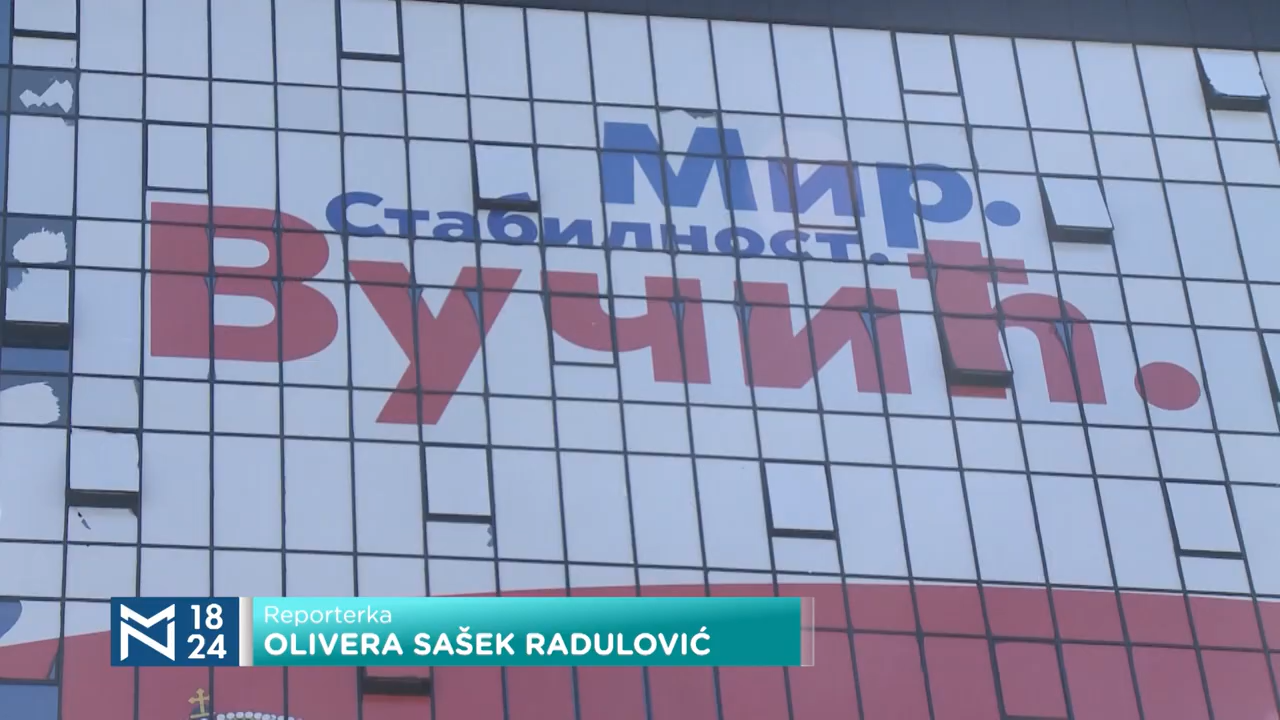 Мир.
Стабилност.
Вучић.
18
24
Reporterka
OLIVERA SAŠEK RADULOVIĆ